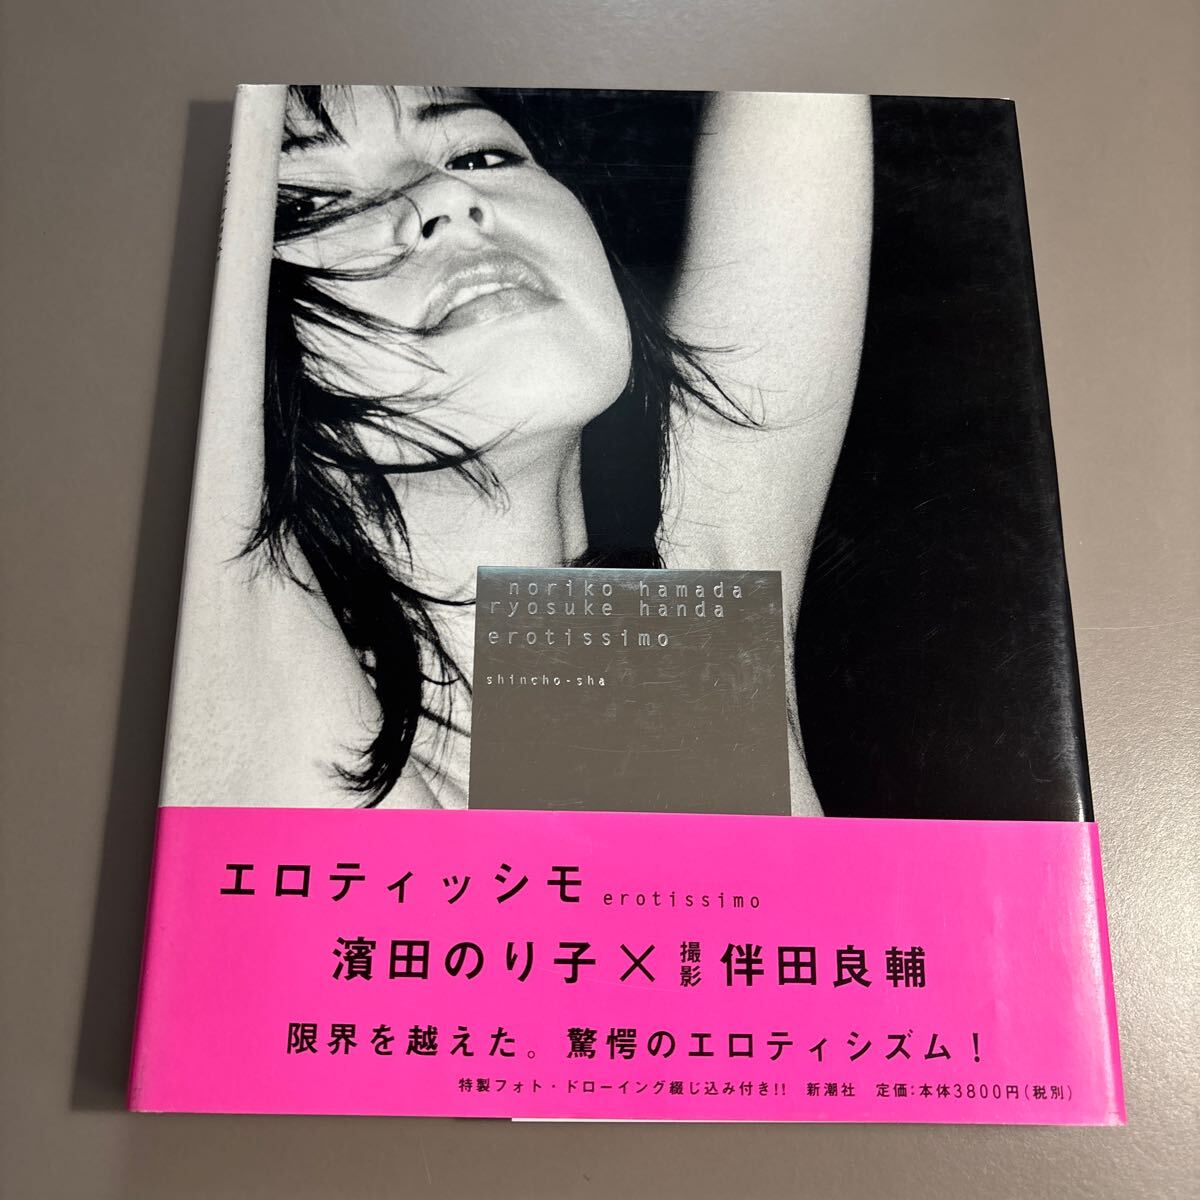 noriko hamada
ryosuke handa
erotissimo
shincho-sha
エロティッシモ erotissimo
濱田のり子×撮影 伴田良輔
限界を越えた。驚愕のエロティシズム!
特製フォト・ドローイング綴じ込み付き!! 新潮社 定価:本体3800円(税別)